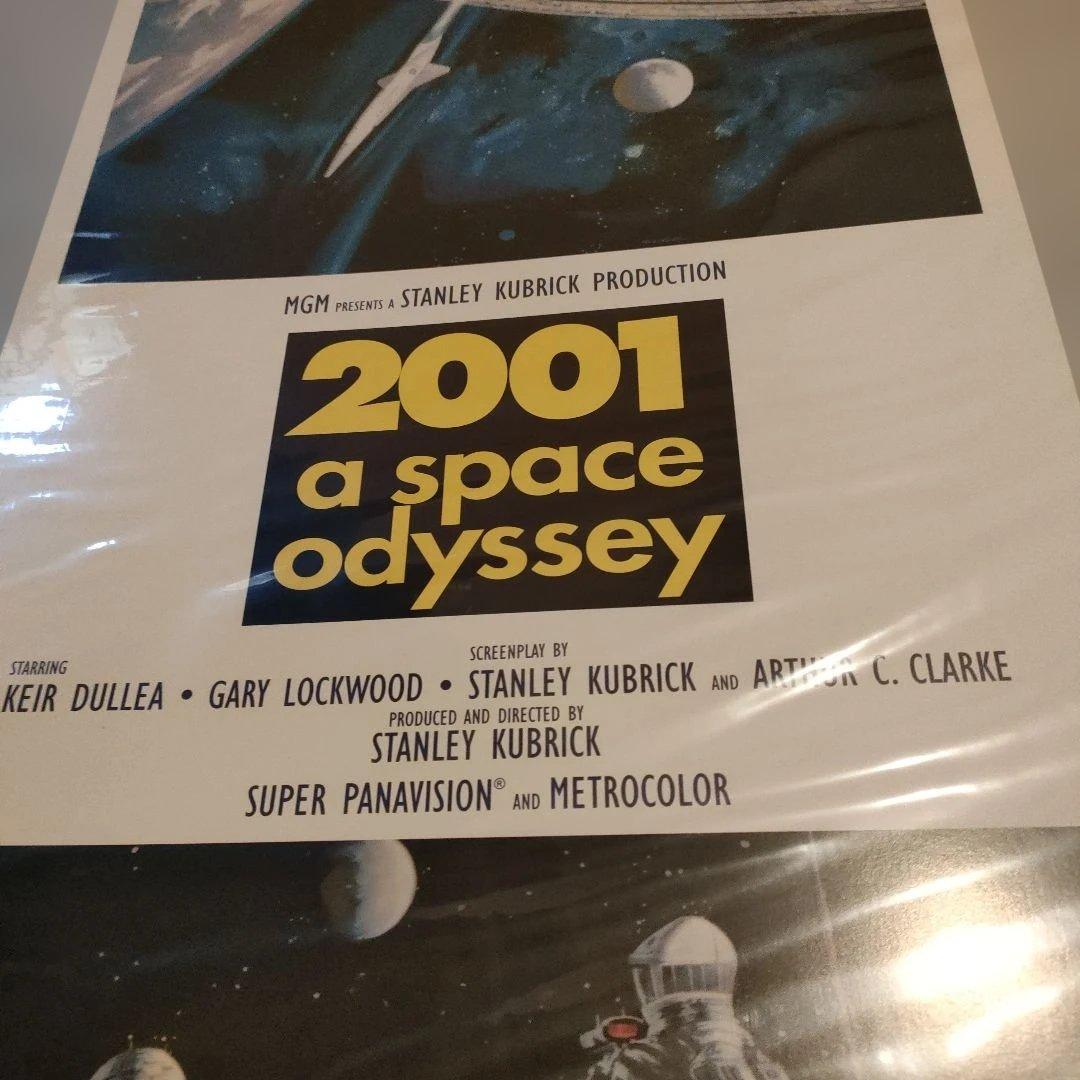 MGM PRESENTS A STANLEY KUBRICK PRODUCTION
2001
a space
odyssey
STARRING
SCREENPLAY BY
KEIR DULLEA • GARY LOCKWOOD • STANLEY KUBRICK AND ARTHUR C. CLARKE
PRODUCED AND DIRECTED BY
STANLEY KUBRICK
SUPER PANAVISION® AND METROCOLOR